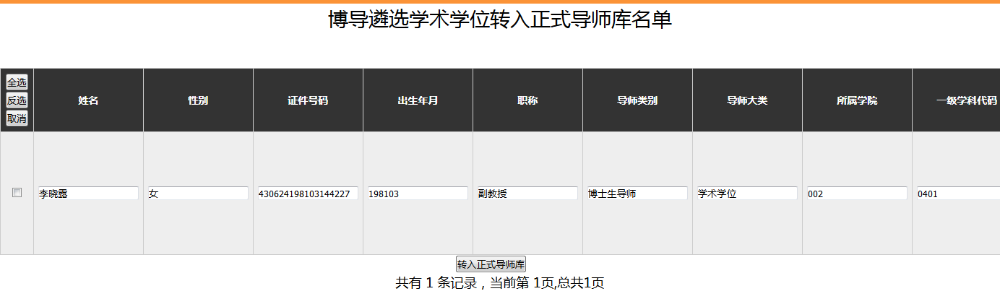 博导遴选学术学位转入正式导师库名单
全选
反选
取消
姓名 性别 证件号码 出生年月 职称 导师类别 导师大类 所属学院 一级学科代码
李晓露 女 430624198103144227 198103 副教授 博士生导师 学术学位 002 0401
转入正式导师库
共有 1 条记录，当前第 1页,总共1页